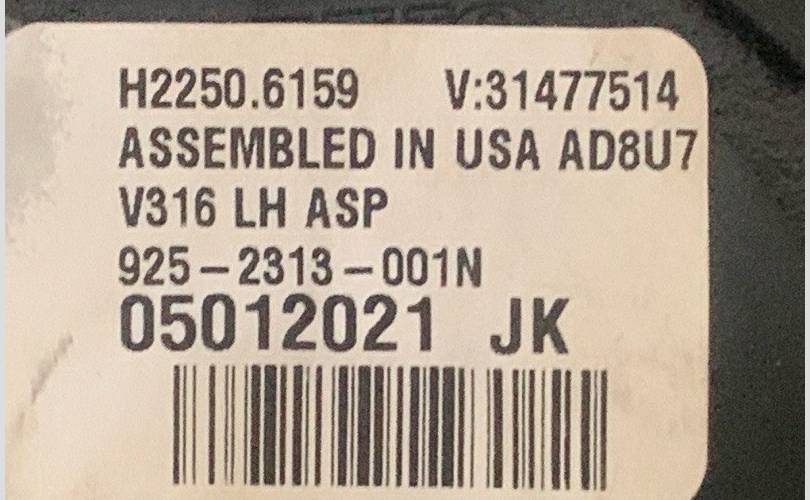 H2250.6159 V:31477514
ASSEMBLED IN USA AD8U7
V316 LH ASP
925-2313-001N
05012021 JK